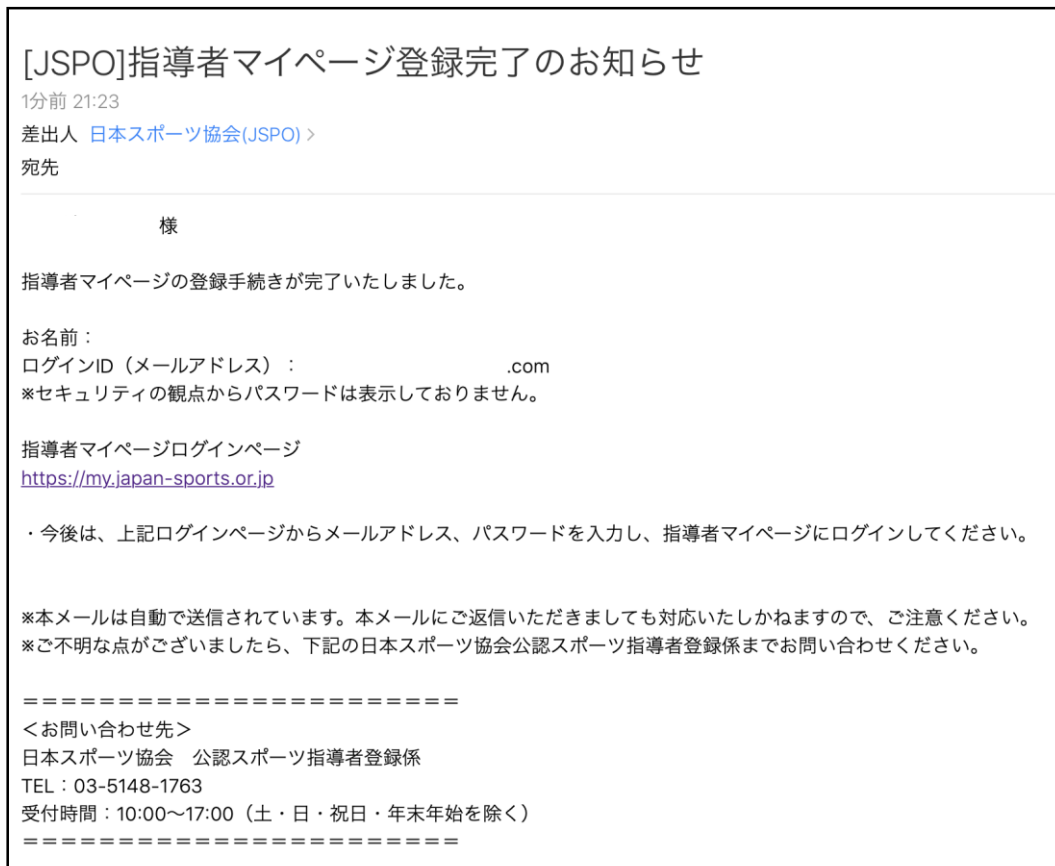 [JSPO]指導者マイページ登録完了のお知らせ
1分前 21:23
差出人 日本スポーツ協会(JSPO) >
宛先
様
指導者マイページの登録手続きが完了いたしました。
お名前：
ログインID（メールアドレス）： .com
※セキュリティの観点からパスワードは表示しておりません。
指導者マイページログインページ
https://my.japan-sports.or.jp
・今後は、上記ログインページからメールアドレス、パスワードを入力し、指導者マイページにログインしてください。
※本メールは自動で送信されています。本メールにご返信いただきましても対応いたしかねますので、ご注意ください。
※ご不明な点がございましたら、下記の日本スポーツ協会公認スポーツ指導者登録係までお問い合わせください。
＝＝＝＝＝＝＝＝＝＝＝＝＝＝＝＝＝＝＝＝＝＝＝
＜お問い合わせ先＞
日本スポーツ協会　公認スポーツ指導者登録係
TEL：03-5148-1763
受付時間：10:00〜17:00（土・日・祝日・年末年始を除く）
＝＝＝＝＝＝＝＝＝＝＝＝＝＝＝＝＝＝＝＝＝＝＝